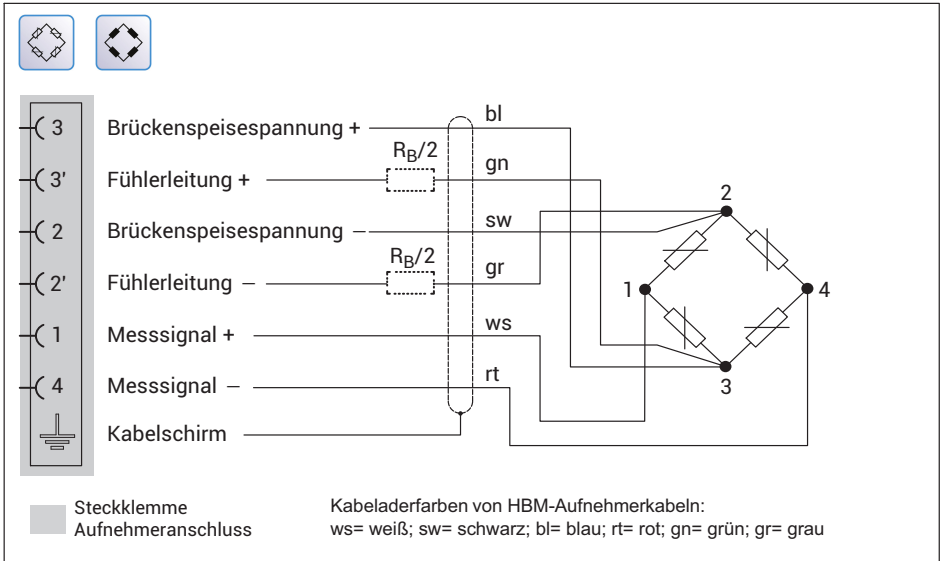 3 Brückenspeisespannung + bl
R_B/2
3' Fühlerleitung + gn
2 Brückenspeisespannung – sw
R_B/2
2' Fühlerleitung – gr
1 Messsignal + ws
4 Messsignal – rt
Kabelschirm
2
1
4
3
Steckklemme
Aufnehmeranschluss
Kabeladerfarben von HBM-Aufnehmerkabeln:
ws= weiß; sw= schwarz; bl= blau; rt= rot; gn= grün; gr= grau